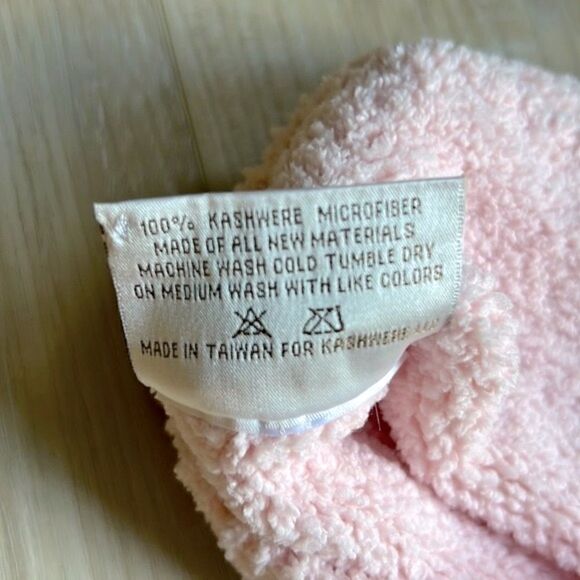 100% KASHWERE MICROFIBER
MADE OF ALL NEW MATERIALS
MACHINE WASH COLD TUMBLE DRY
ON MEDIUM WASH WITH LIKE COLORS
MADE IN TAIWAN FOR KASHWERE